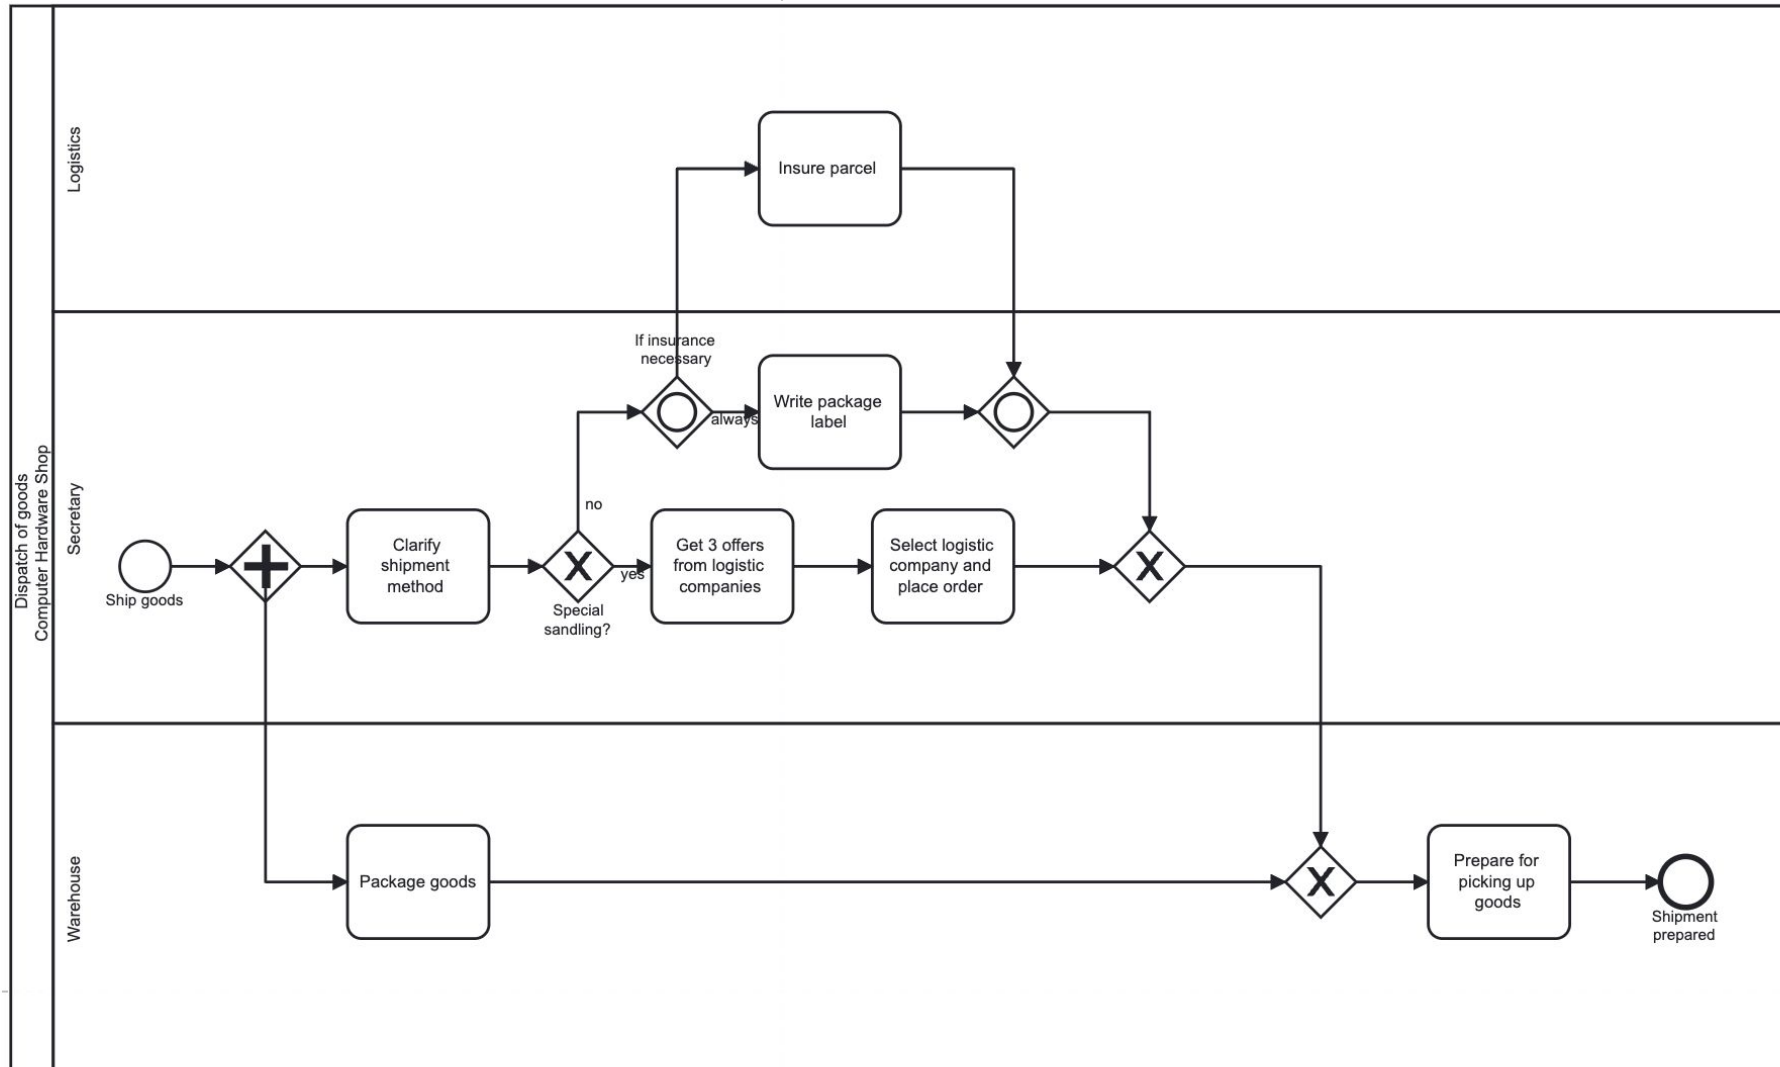 Dispatch of goods
Computer Hardware Shop
Logistics
Insure parcel
Secretary
If insurance
necessary
always
Write package
label
Ship goods
Clarify
shipment
method
no
yes
Special
sandling?
Get 3 offers
from logistic
companies
Select logistic
company and
place order
Warehouse
Package goods
Prepare for
picking up
goods
Shipment
prepared